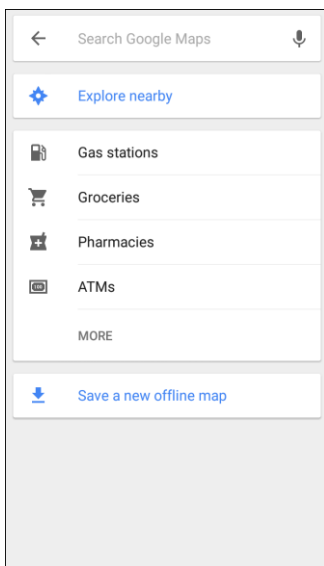 Search Google Maps
Explore nearby
Gas stations
Groceries
Pharmacies
ATMs
MORE
Save a new offline map